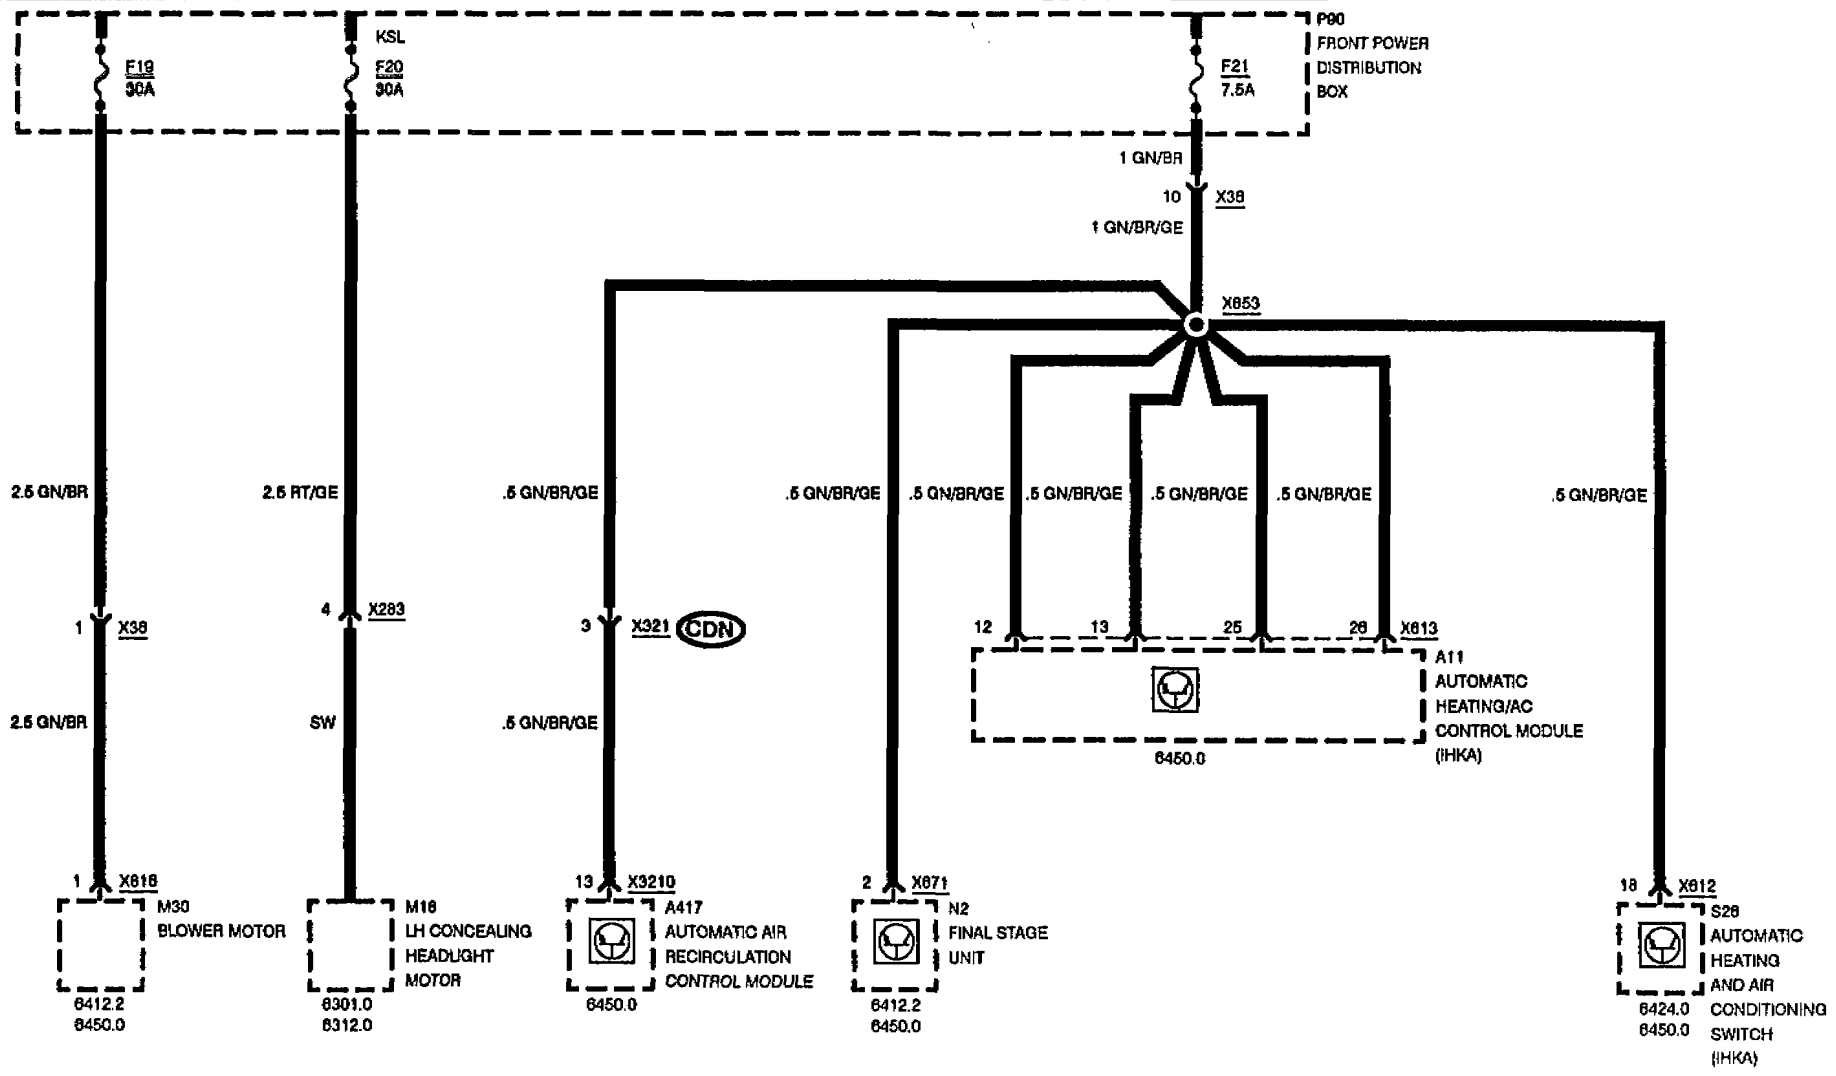 P90
FRONT POWER
DISTRIBUTION
BOX
F19
30A
KSL
F20
30A
F21
7.5A
1 GN/BR
10 X38
1 GN/BR/GE
X653
2.5 GN/BR
2.5 RT/GE
.5 GN/BR/GE
.5 GN/BR/GE
.5 GN/BR/GE
.5 GN/BR/GE
.5 GN/BR/GE
.5 GN/BR/GE
.5 GN/BR/GE
1 X38
4 X283
3 X321 CDN
12 13 25 26 X613
A11
AUTOMATIC
HEATING/AC
CONTROL MODULE
(IHKA)
6450.0
2.5 GN/BR
SW
.5 GN/BR/GE
1 X616
M30
BLOWER MOTOR
6412.2
6450.0
M16
LH CONCEALING
HEADLIGHT
MOTOR
6301.0
6312.0
13 X3210
A417
AUTOMATIC AIR
RECIRCULATION
CONTROL MODULE
6450.0
2 X671
N2
FINAL STAGE
UNIT
6412.2
6450.0
18 X612
S26
AUTOMATIC
HEATING
AND AIR
CONDITIONING
SWITCH
(IHKA)
6424.0
6450.0